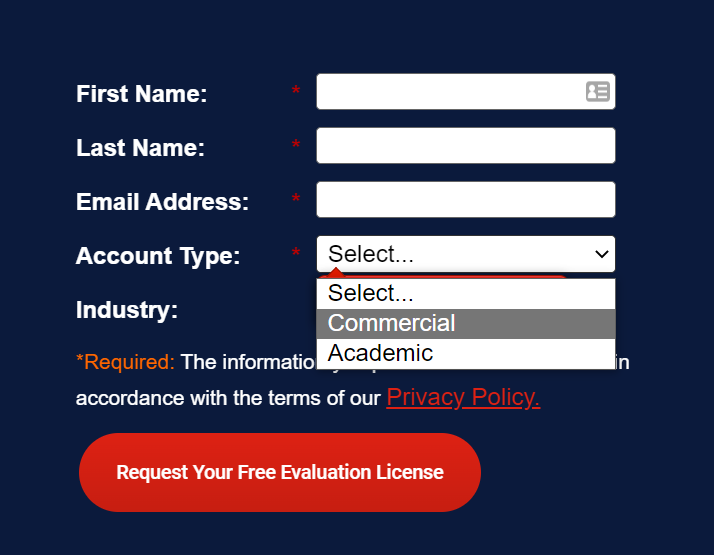 First Name: *
Last Name: *
Email Address: *
Account Type: * Select...
Select...
Industry:
Commercial
Academic
*Required: The information in
accordance with the terms of our Privacy Policy.
Request Your Free Evaluation License